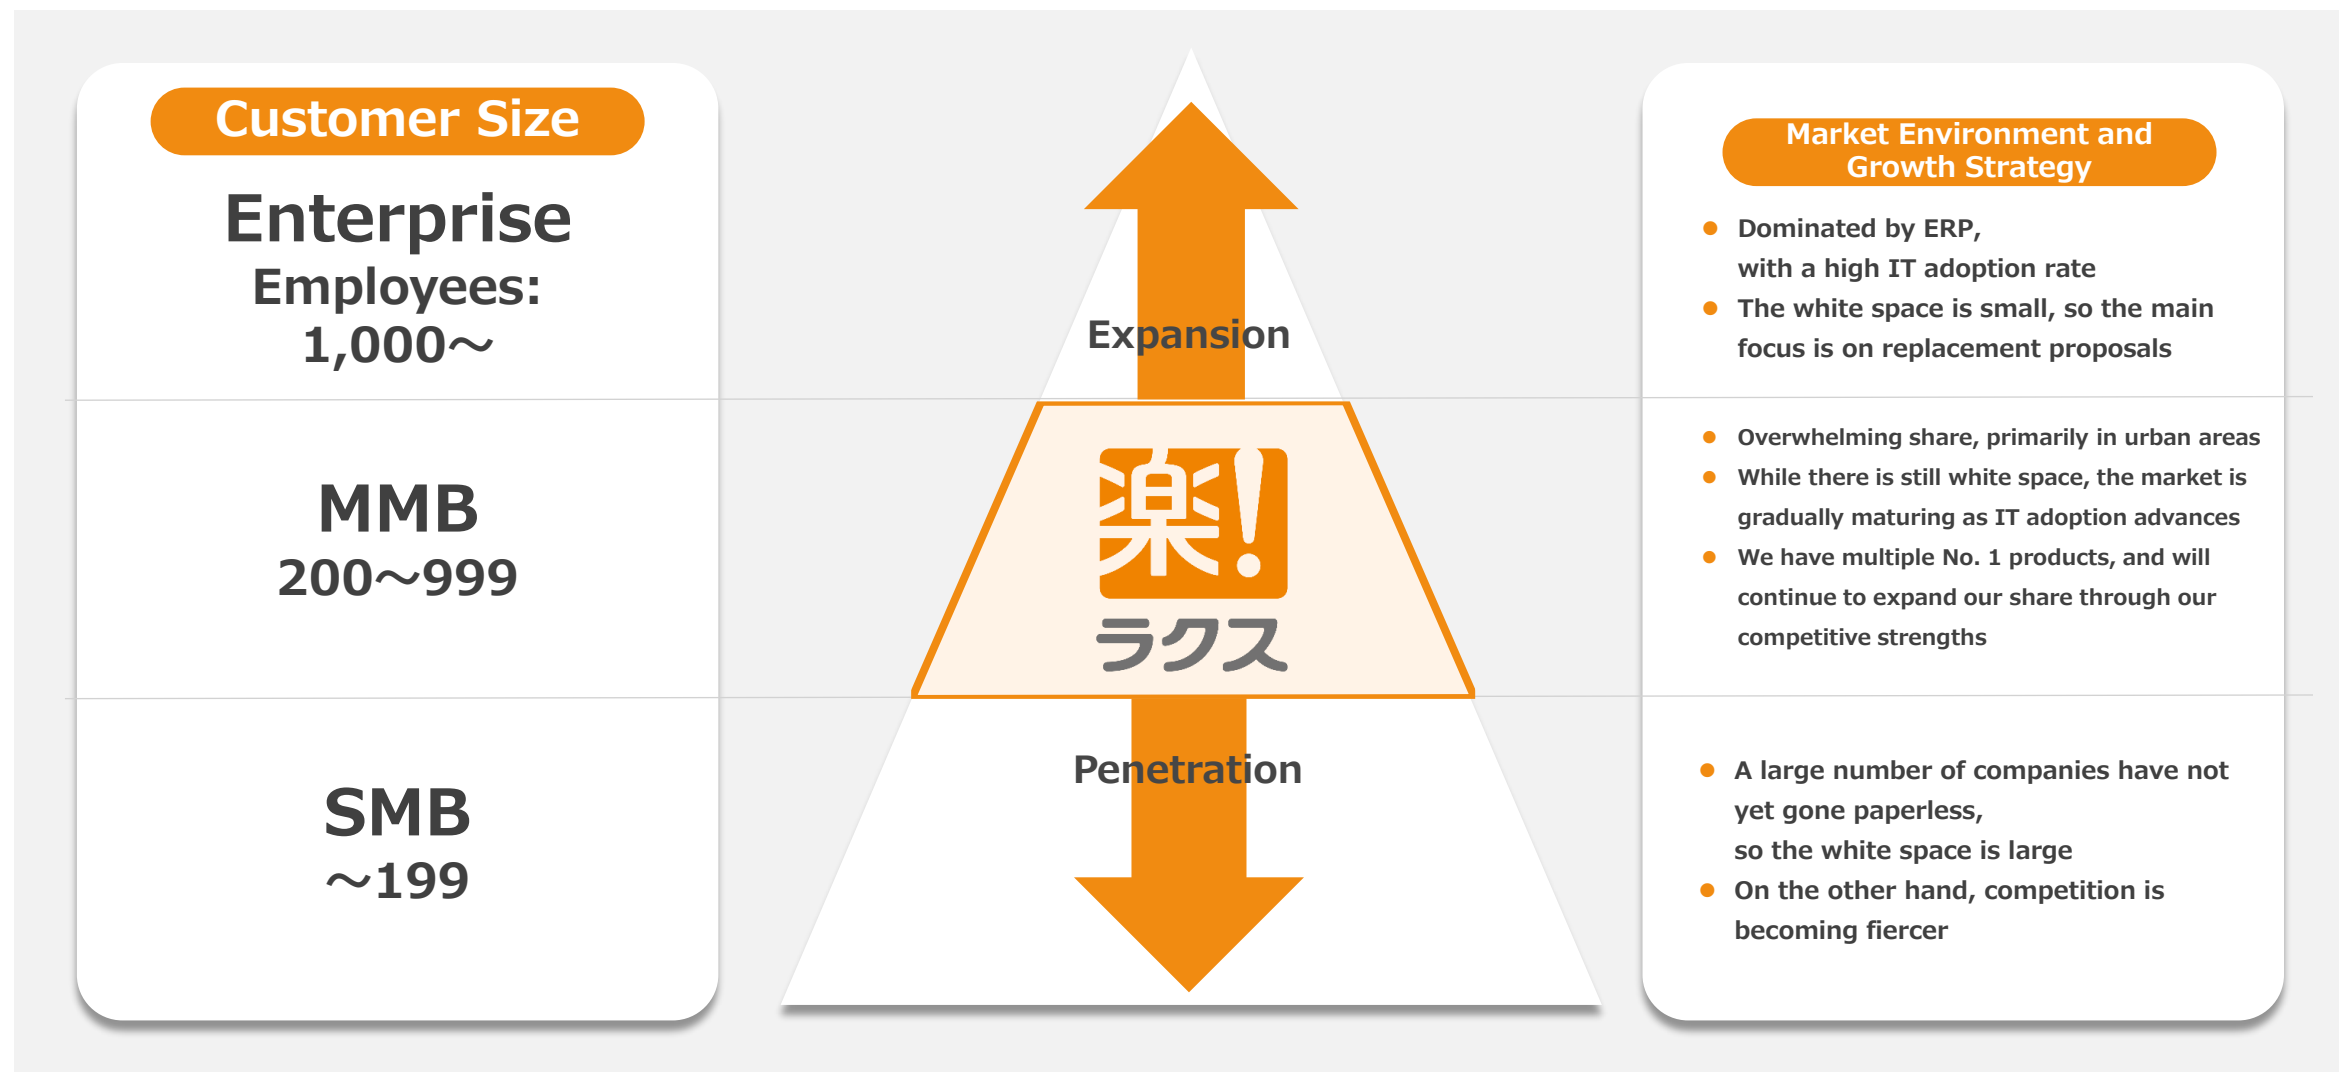 Customer Size
Enterprise
Employees:
1,000～
MMB
200～999
SMB
～199
Expansion
楽!
ラクス
Penetration
Market Environment and
Growth Strategy
● Dominated by ERP,
with a high IT adoption rate
● The white space is small, so the main
focus is on replacement proposals
● Overwhelming share, primarily in urban areas
● While there is still white space, the market is
gradually maturing as IT adoption advances
● We have multiple No. 1 products, and will
continue to expand our share through our
competitive strengths
● A large number of companies have not
yet gone paperless,
so the white space is large
● On the other hand, competition is
becoming fiercer